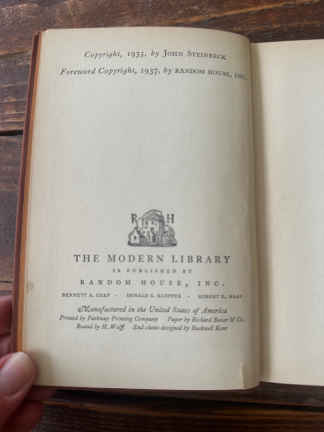 Copyright, 1935, by JOHN STEINBECK
Foreword Copyright, 1937, by RANDOM HOUSE, INC.
R H
THE MODERN LIBRARY
IS PUBLISHED BY
RANDOM HOUSE, INC.
BENNETT A. CERF · DONALD S. KLOPFER · ROBERT K. HAAS
Manufactured in the United States of America
Printed by Parkway Printing Company Paper by Richard Bauer & Co.
Bound by H. Wolff End sheets designed by Rockwell Kent